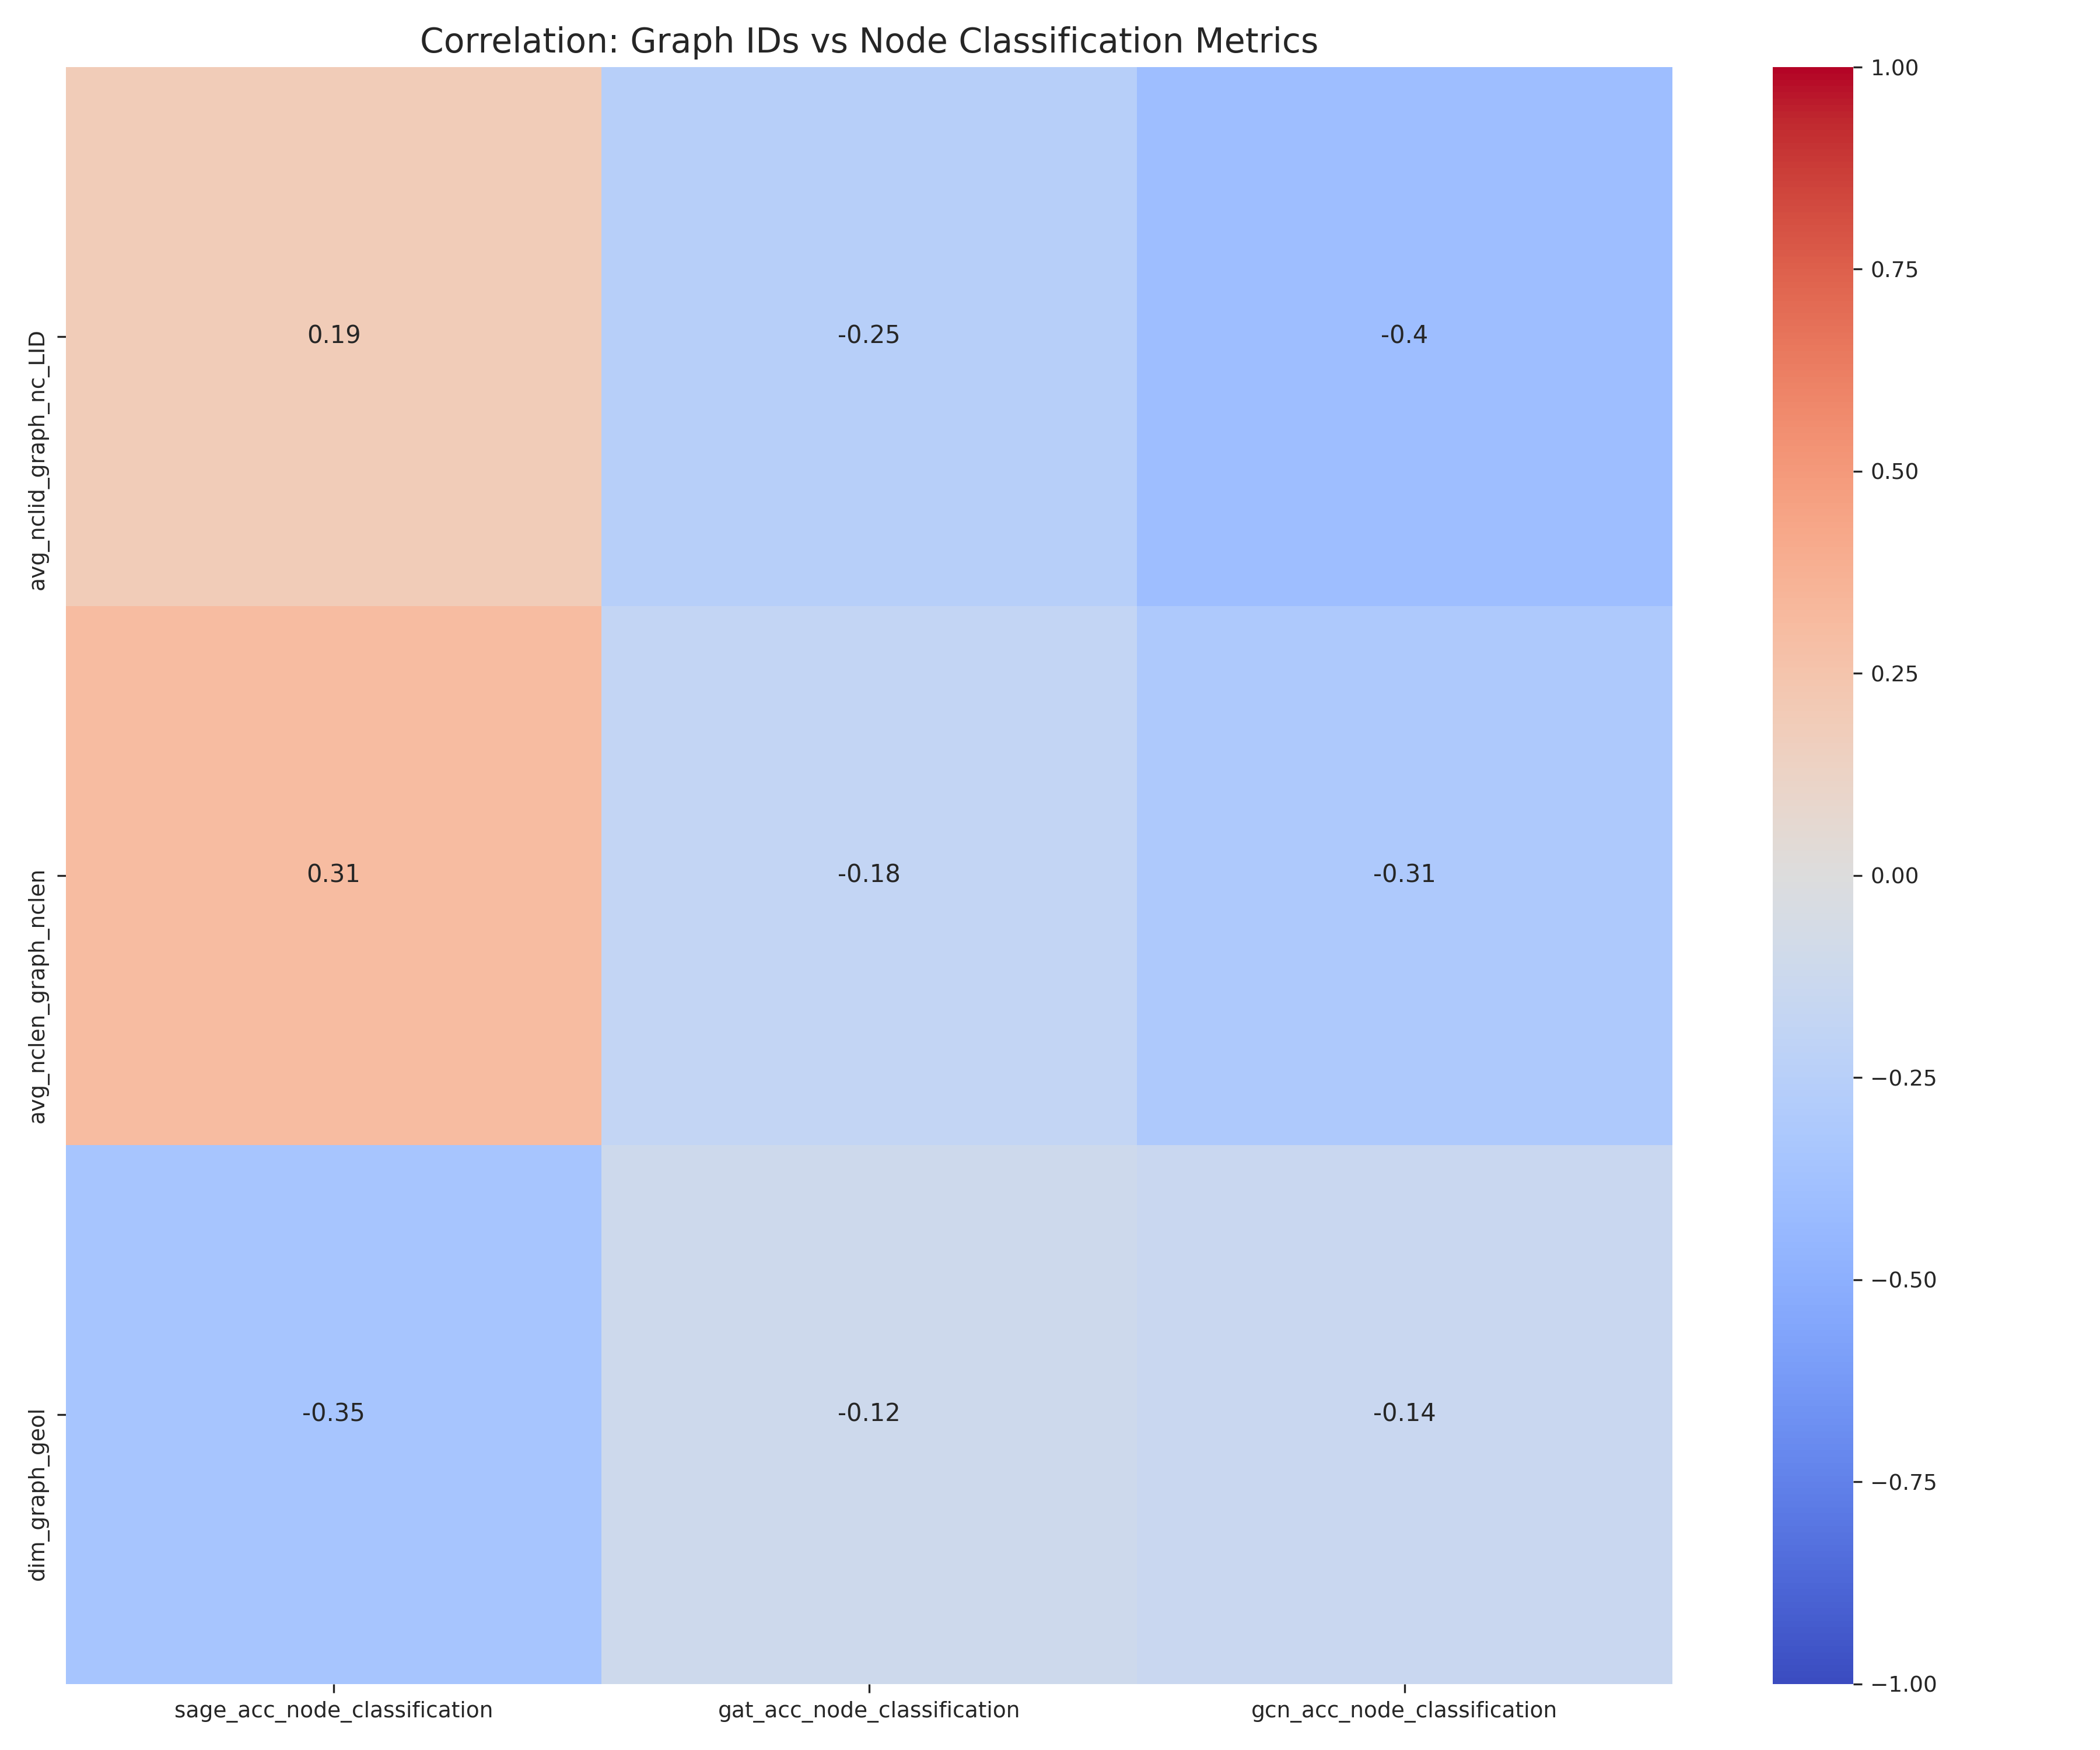 Correlation: Graph IDs vs Node Classification Metrics
avg_nclid_graph_nc_LID
0.19
-0.25
-0.4
avg_nclen_graph_nclen
0.31
-0.18
-0.31
dim_graph_geol
-0.35
-0.12
-0.14
sage_acc_node_classification
gat_acc_node_classification
gcn_acc_node_classification
1.00
0.75
0.50
0.25
0.00
−0.25
−0.50
−0.75
−1.00